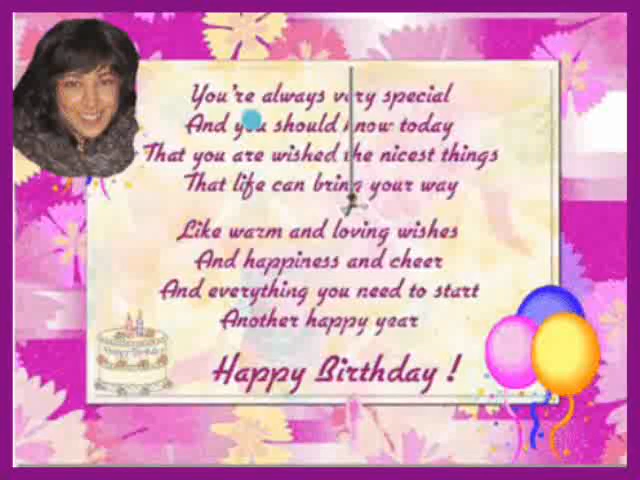 You're always very special
And you should know today
That you are wished the nicest things
That life can bring your way
Like warm and loving wishes
And happiness and cheer
And everything you need to start
Another happy year
Happy Birthday !
Happy Birthday